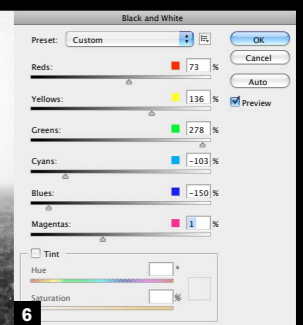 Black and White
Preset: Custom
OK
Cancel
Auto
Preview
Reds: 73 %
Yellows: 136 %
Greens: 278 %
Cyans: -103 %
Blues: -150 %
Magentas: 1 %
Tint
Hue °
Saturation %
6